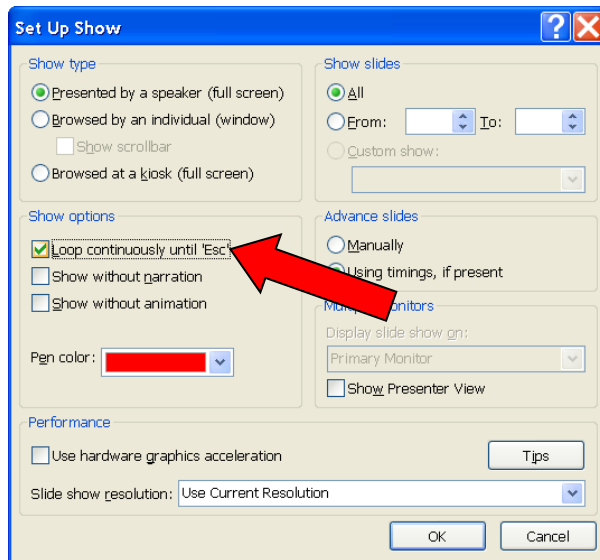 Set Up Show
Show type
Presented by a speaker (full screen)
Browsed by an individual (window)
Show scrollbar
Browsed at a kiosk (full screen)
Show slides
All
From: To:
Custom show:
Show options
Loop continuously until 'Esc'
Show without narration
Show without animation
Pen color:
Advance slides
Manually
Using timings, if present
Multiple monitors
Display slide show on:
Primary Monitor
Show Presenter View
Performance
Use hardware graphics acceleration
Tips
Slide show resolution: Use Current Resolution
OK Cancel